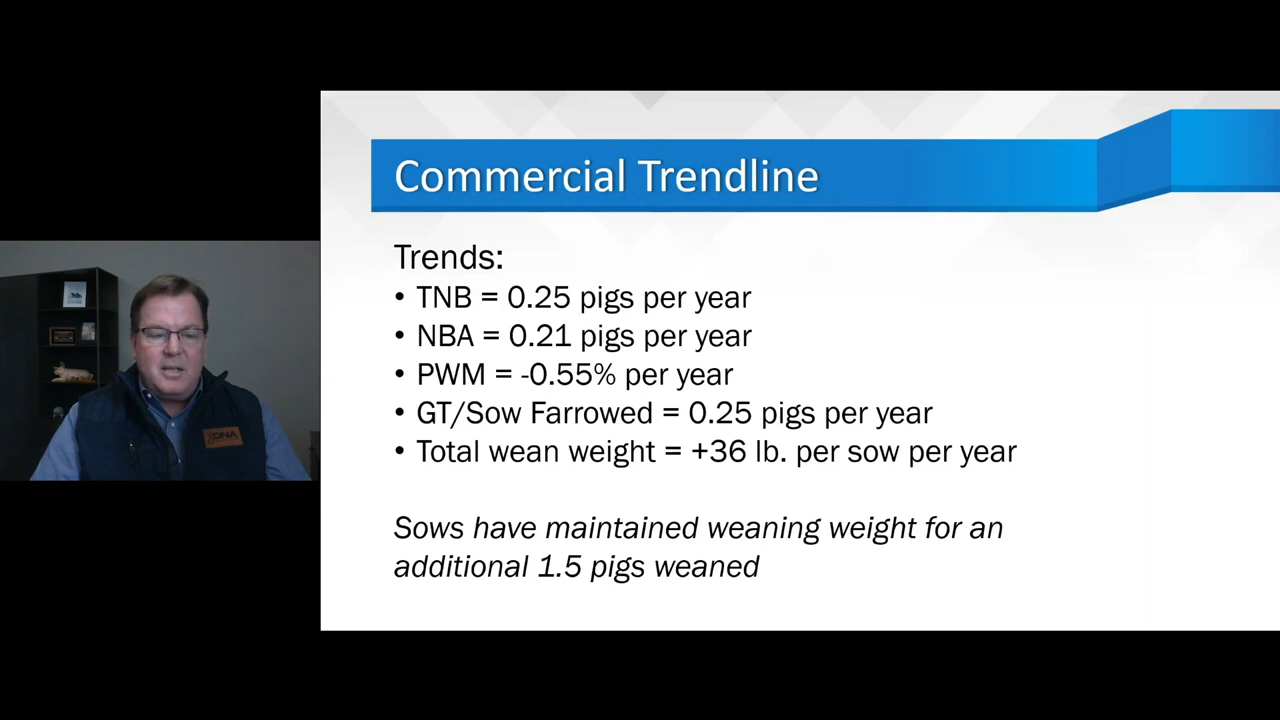 Commercial Trendline
Trends:
• TNB = 0.25 pigs per year
• NBA = 0.21 pigs per year
• PWM = -0.55% per year
• GT/Sow Farrowed = 0.25 pigs per year
• Total wean weight = +36 lb. per sow per year
Sows have maintained weaning weight for an
additional 1.5 pigs weaned
DNA